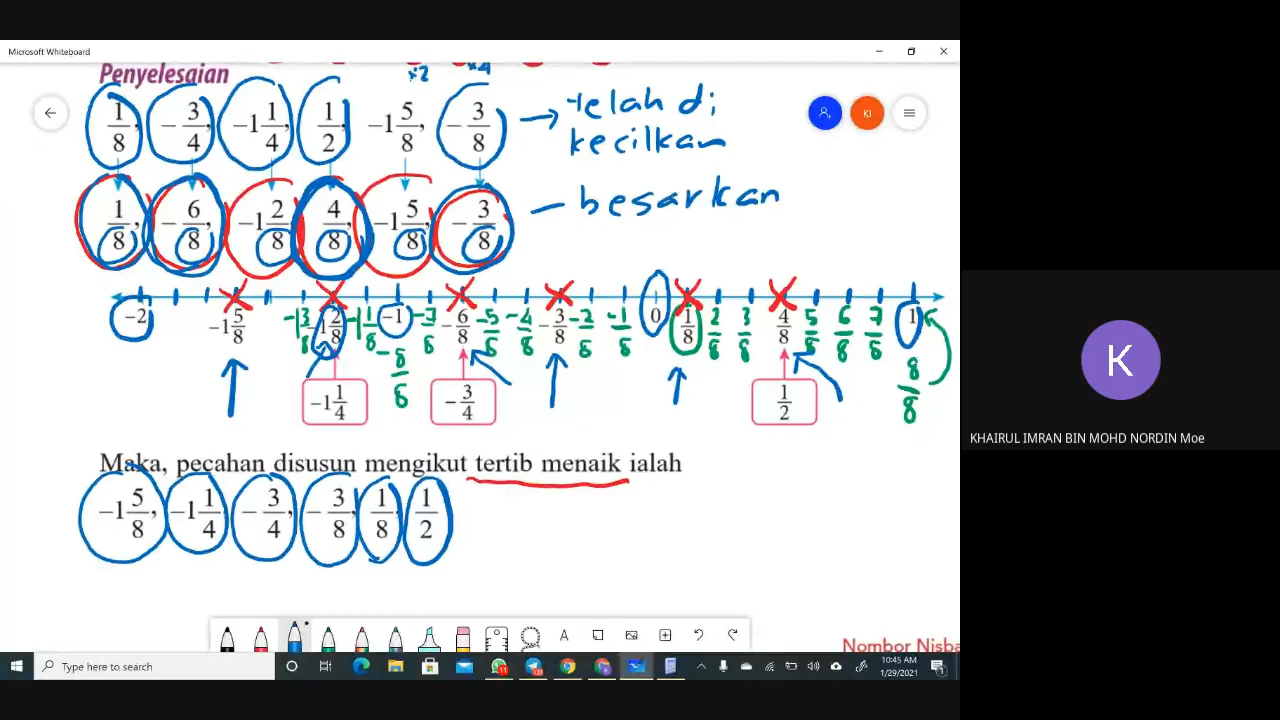 Microsoft Whiteboard
Penyelesaian
×2 ×4
1/8, -3/4, -1 1/4, 1/2, -1 5/8, -3/8 → telah di
kecilkan
1/8, -6/8, -1 2/8, 4/8, -1 5/8, -3/8 — besarkan
-2 -1 5/8 -1 3/8 -1 2/8 -1 1/8 -1 -7/8 -6/8 -5/8 -4/8 -3/8 -2/8 -1/8 0 1/8 2/8 3/8 4/8 5/8 6/8 7/8 1
-8/8 8/8
-1 1/4 -3/4 1/2
Maka, pecahan disusun mengikut tertib menaik ialah
-1 5/8, -1 1/4, -3/4, -3/8, 1/8, 1/2
Nombor Nisba
Type here to search
10:45 AM
1/29/2021
KI
K
KHAIRUL IMRAN BIN MOHD NORDIN Moe